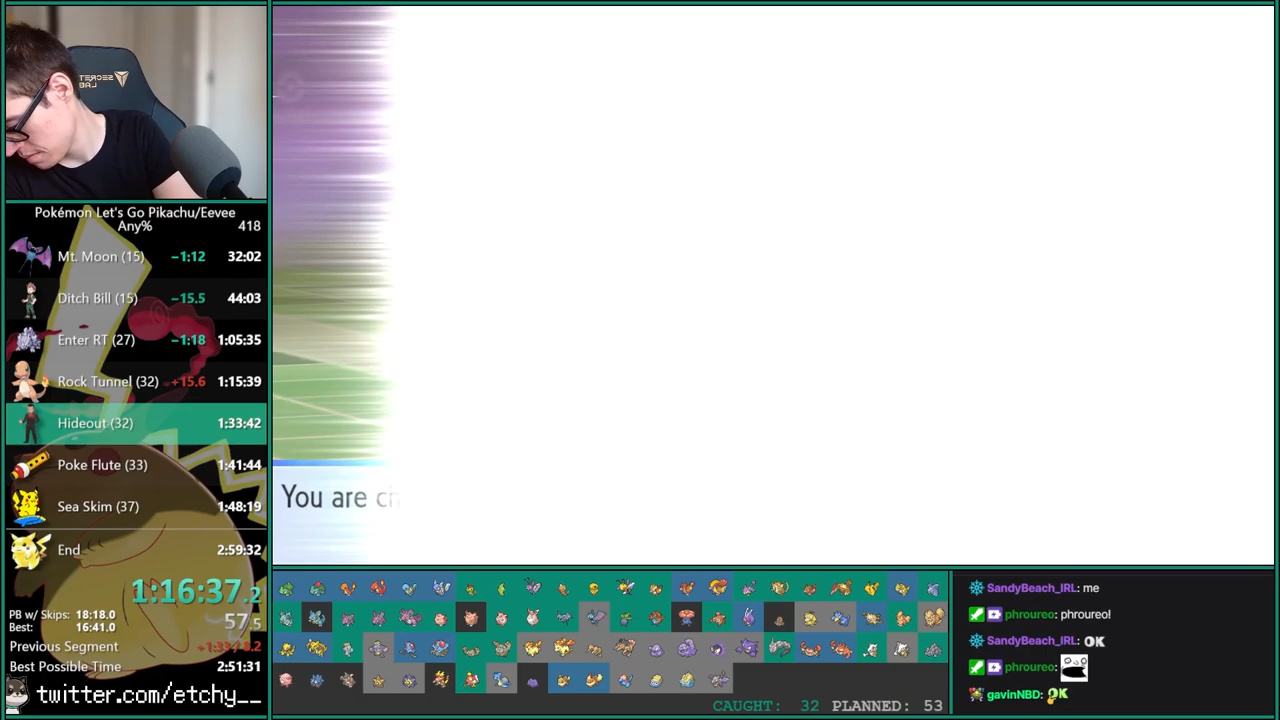 SECRET
LAB
Pokémon Let's Go Pikachu/Eevee
Any% 418
Mt. Moon (15) −1:12 32:02
Ditch Bill (15) −15.5 44:03
Enter RT (27) −1:18 1:05:35
Rock Tunnel (32) +15.6 1:15:39
Hideout (32) 1:33:42
Poke Flute (33) 1:41:44
Sea Skim (37) 1:48:19
End 2:59:32
1:16:37.2
PB w/ Skips: 18:18.0
Best: 16:41.0
57.5
Previous Segment
Best Possible Time 2:51:31
twitter.com/etchy__
You are
CAUGHT: 32 PLANNED: 53
SandyBeach_IRL: me
phroureo: phroureo!
SandyBeach_IRL: OK
phroureo:
gavinNBD: OK